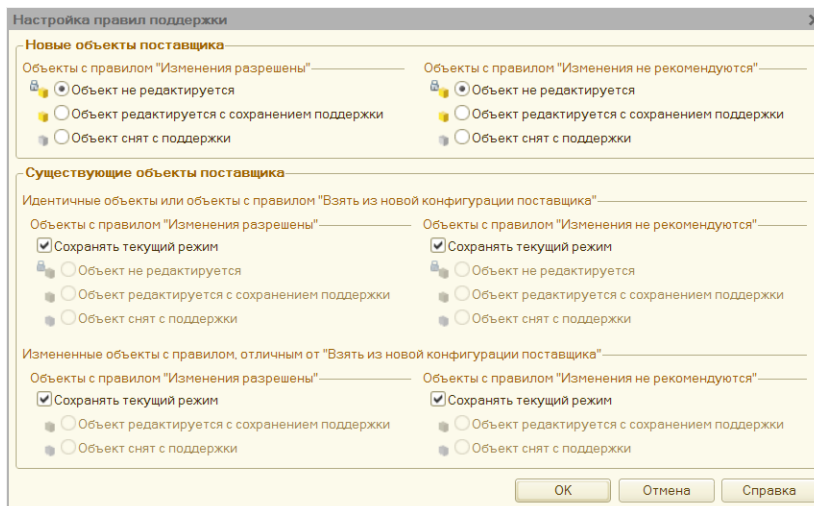 Настройка правил поддержки
Новые объекты поставщика
Объекты с правилом "Изменения разрешены"
Объекты с правилом "Изменения не рекомендуются"
Объект не редактируется
Объект не редактируется
Объект редактируется с сохранением поддержки
Объект редактируется с сохранением поддержки
Объект снят с поддержки
Объект снят с поддержки
Существующие объекты поставщика
Идентичные объекты или объекты с правилом "Взять из новой конфигурации поставщика"
Объекты с правилом "Изменения разрешены"
Объекты с правилом "Изменения не рекомендуются"
Сохранять текущий режим
Сохранять текущий режим
Объект не редактируется
Объект не редактируется
Объект редактируется с сохранением поддержки
Объект редактируется с сохранением поддержки
Объект снят с поддержки
Объект снят с поддержки
Измененные объекты с правилом, отличным от "Взять из новой конфигурации поставщика"
Объекты с правилом "Изменения разрешены"
Объекты с правилом "Изменения не рекомендуются"
Сохранять текущий режим
Сохранять текущий режим
Объект редактируется с сохранением поддержки
Объект редактируется с сохранением поддержки
Объект снят с поддержки
Объект снят с поддержки
ОК
Отмена
Справка